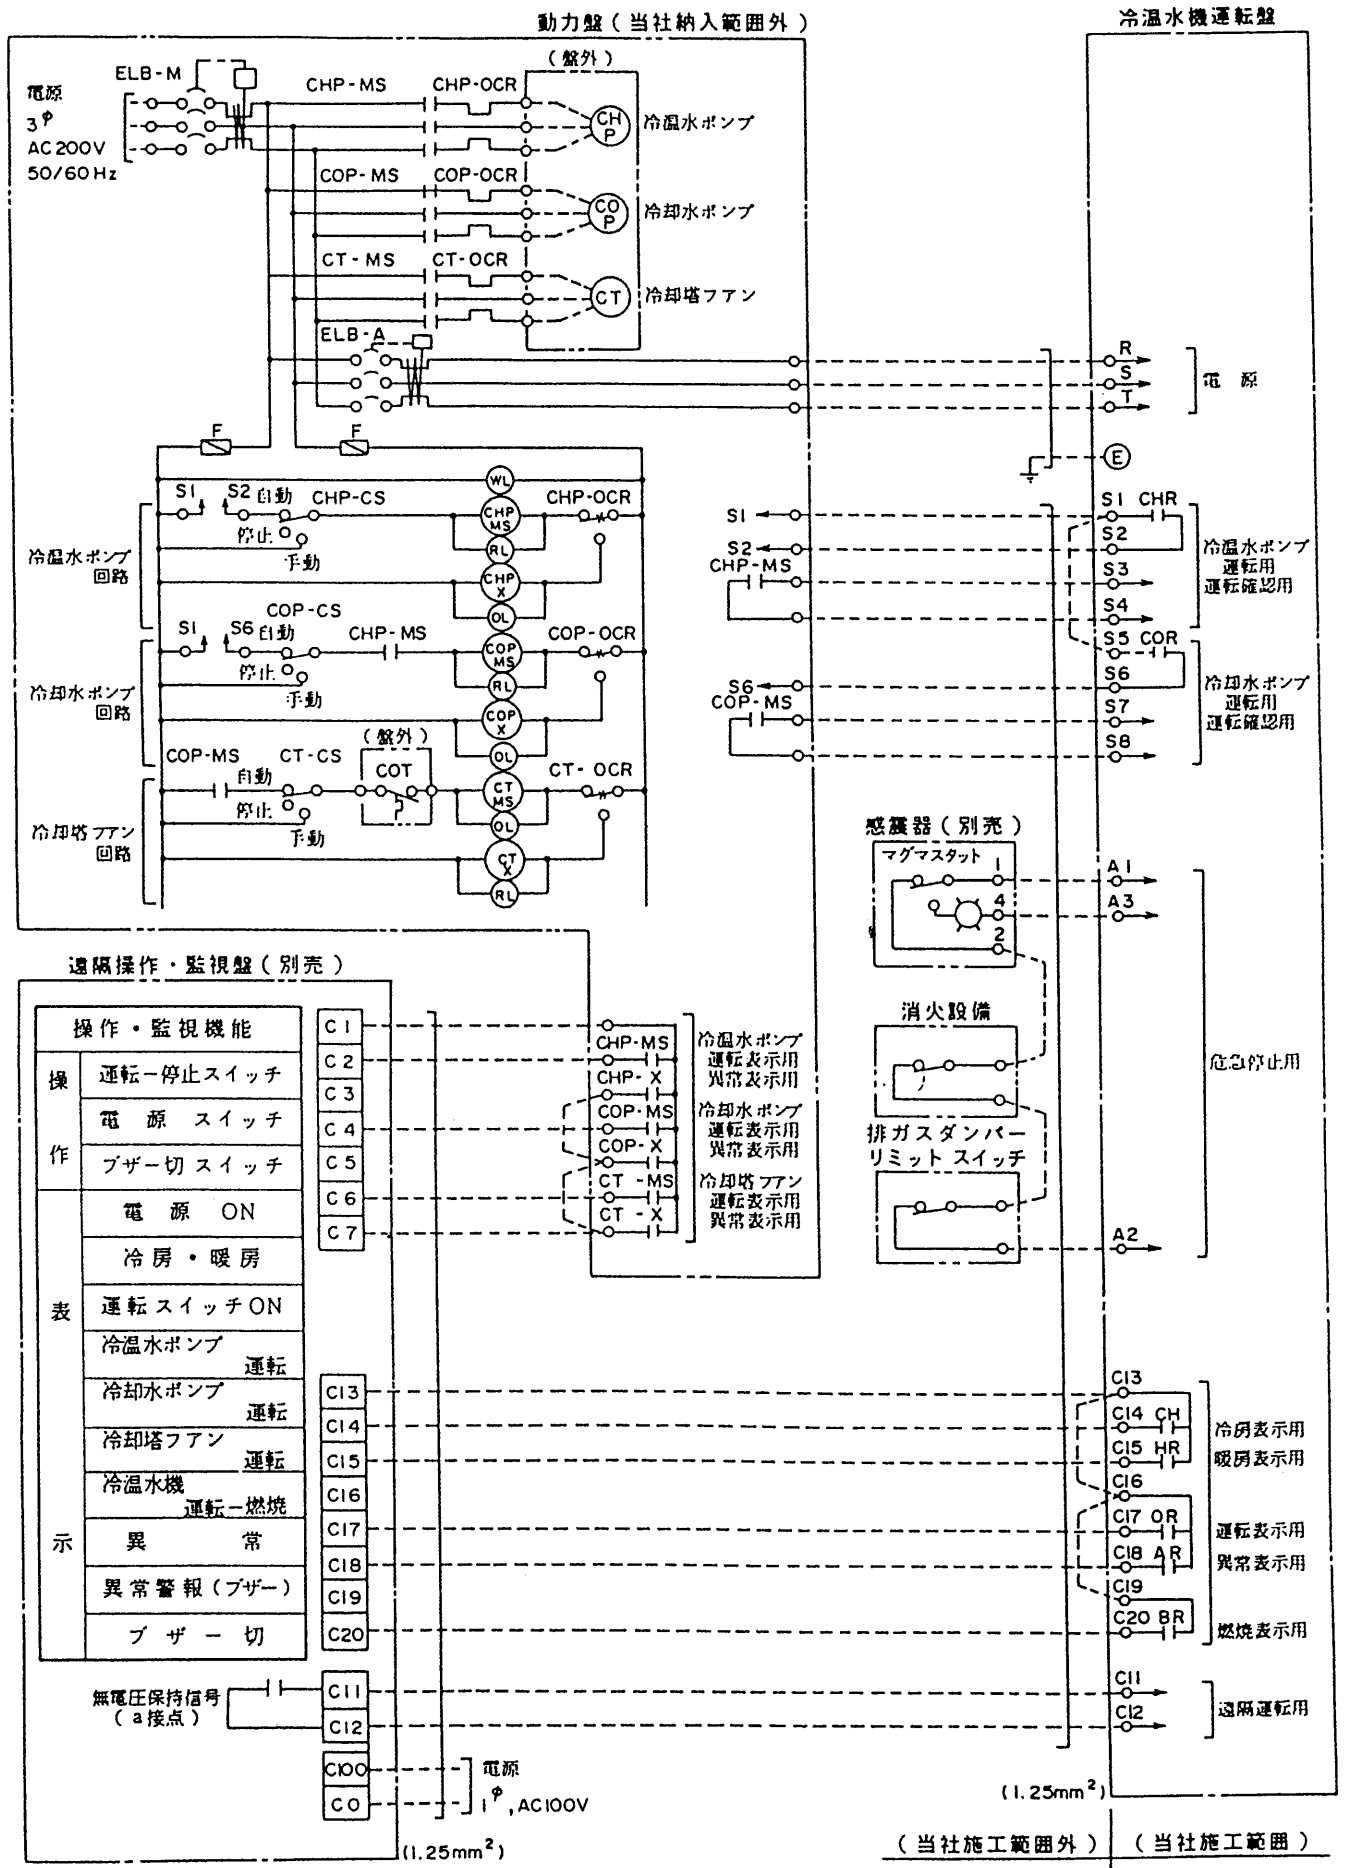 動力盤(当社納入範囲外)
冷温水機運転盤
(盤外)
ELB-M
CHP-MS
CHP-OCR
電源
3φ
AC200V
50/60Hz
CH
P
冷温水ポンプ
COP-MS
COP-OCR
CO
P
冷却水ポンプ
CT-MS
CT-OCR
CT
冷却塔ファン
ELB-A
R
S
T
電源
F
F
E
WL
S1
S2
自動
CHP-CS
CHP
MS
CHP-OCR
停止
手動
RL
CHP
X
OL
冷温水ポンプ
回路
S1
S2
CHP-MS
S1
CHR
S2
S3
S4
冷温水ポンプ
運転用
運転確認用
COP-CS
S1
S6
自動
CHP-MS
COP
MS
COP-OCR
停止
手動
RL
COP
X
OL
冷却水ポンプ
回路
S6
COP-MS
S5
COR
S6
S7
S8
冷却水ポンプ
運転用
運転確認用
(盤外)
COP-MS
CT-CS
自動
COT
CT
MS
CT-OCR
停止
手動
OL
CT
X
RL
冷却塔ファン
回路
感震器(別売)
マグマスタット
1
4
2
A1
A3
消火設備
危急停止用
排ガスダンパー
リミットスイッチ
A2
遠隔操作・監視盤(別売)
操作・監視機能
操作
運転ー停止スイッチ
電源 スイッチ
ブザー切スイッチ
表示
電源 ON
冷房・暖房
運転スイッチON
冷温水ポンプ
運転
冷却水ポンプ
運転
冷却塔ファン
運転
冷温水機
運転ー燃焼
異常
異常警報(ブザー)
ブザー切
C1
C2
C3
C4
C5
C6
C7
CHP-MS
CHP-X
COP-MS
COP-X
CT-MS
CT-X
冷温水ポンプ
運転表示用
異常表示用
冷却水ポンプ
運転表示用
異常表示用
冷却塔ファン
運転表示用
異常表示用
C13
C14
C15
C16
C17
C18
C19
C20
C13
C14 CH
C15 HR
C16
C17 OR
C18 AR
C19
C20 BR
冷房表示用
暖房表示用
運転表示用
異常表示用
燃焼表示用
無電圧保持信号
(a接点)
C11
C12
C11
C12
遠隔運転用
C100
C0
電源
1φ,AC100V
(1.25mm²)
(1.25mm²)
(当社施工範囲外)
(当社施工範囲)